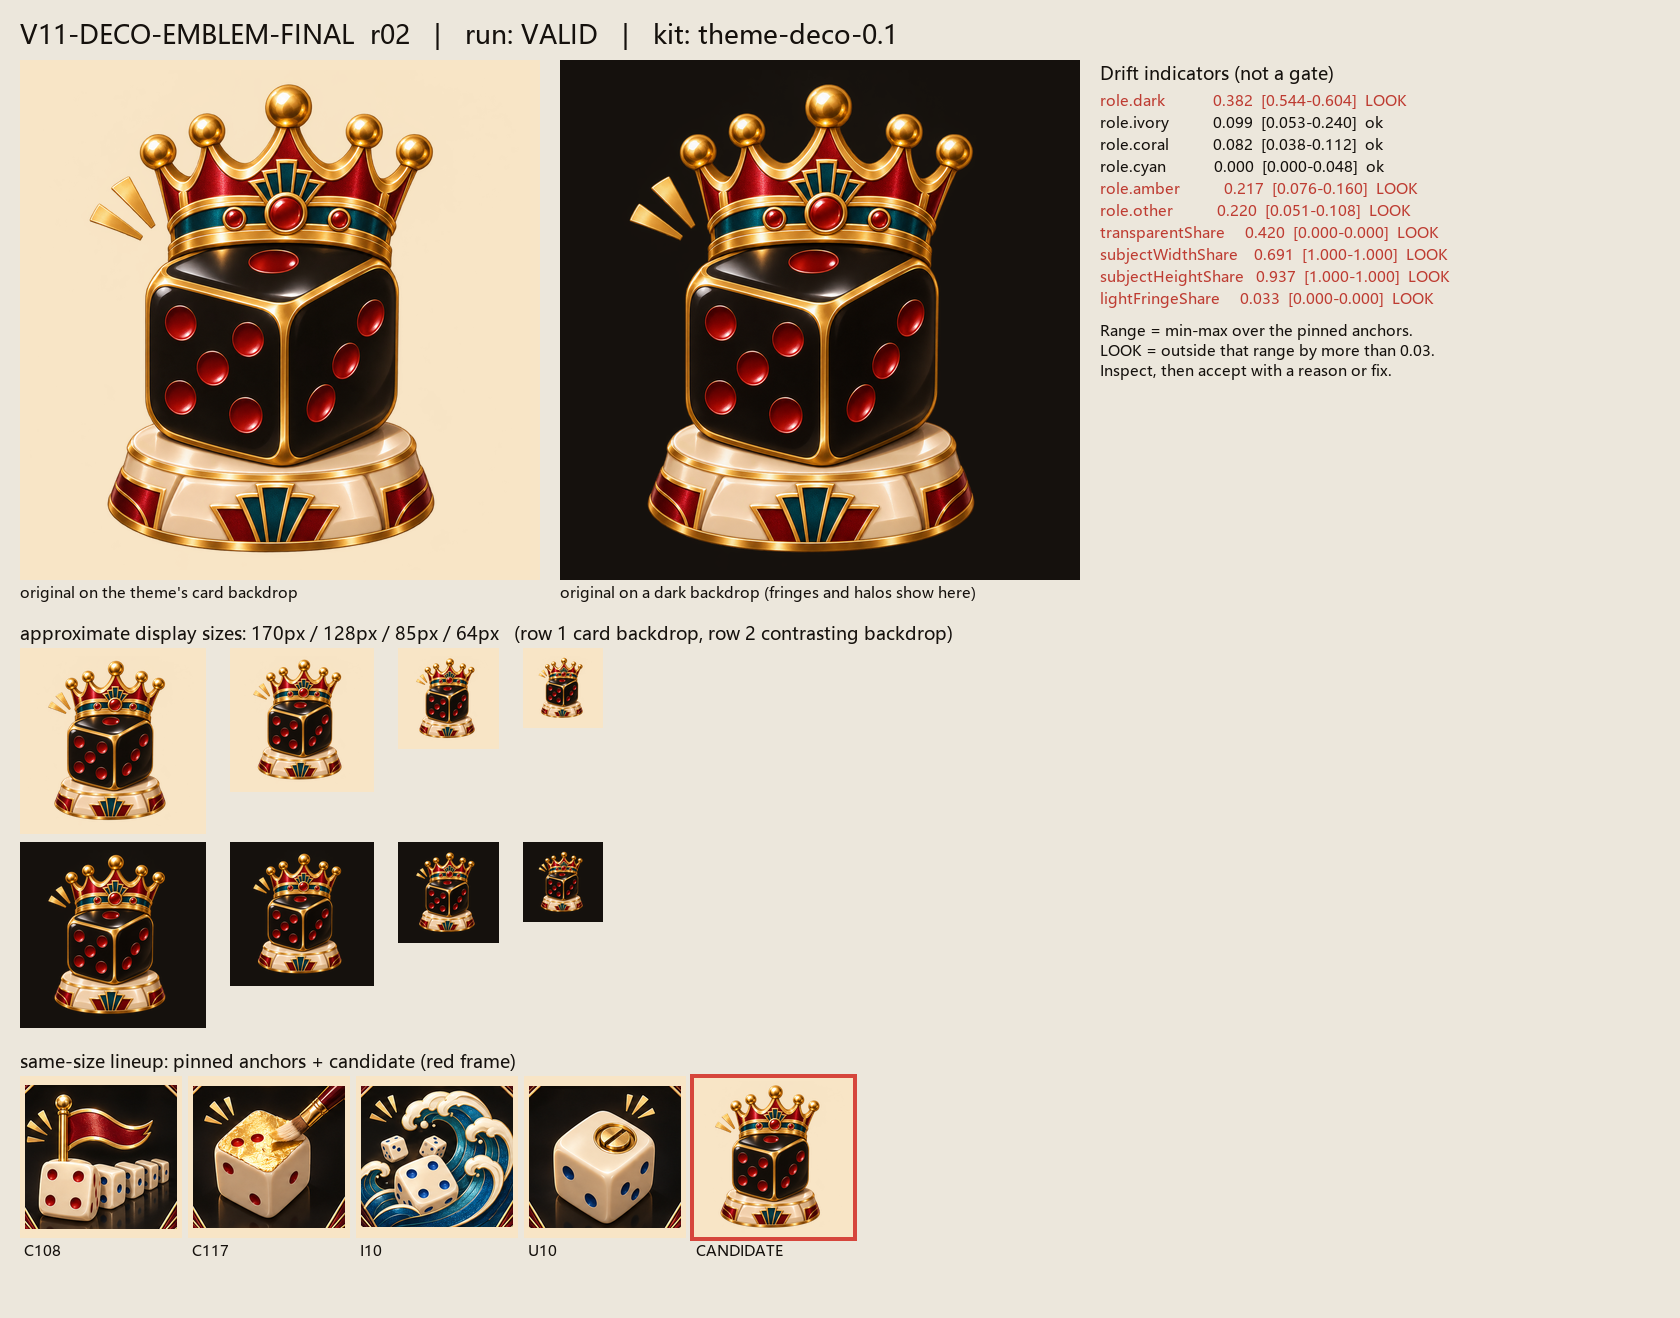 V11-DECO-EMBLEM-FINAL r02 | run: VALID | kit: theme-deco-0.1
Drift indicators (not a gate)
role.dark 0.382 [0.544-0.604] LOOK
role.ivory 0.099 [0.053-0.240] ok
role.coral 0.082 [0.038-0.112] ok
role.cyan 0.000 [0.000-0.048] ok
role.amber 0.217 [0.076-0.160] LOOK
role.other 0.220 [0.051-0.108] LOOK
transparentShare 0.420 [0.000-0.000] LOOK
subjectWidthShare 0.691 [1.000-1.000] LOOK
subjectHeightShare 0.937 [1.000-1.000] LOOK
lightFringeShare 0.033 [0.000-0.000] LOOK
Range = min-max over the pinned anchors.
LOOK = outside that range by more than 0.03.
Inspect, then accept with a reason or fix.
original on the theme's card backdrop
original on a dark backdrop (fringes and halos show here)
approximate display sizes: 170px / 128px / 85px / 64px (row 1 card backdrop, row 2 contrasting backdrop)
same-size lineup: pinned anchors + candidate (red frame)
C108
C117
I10
U10
CANDIDATE